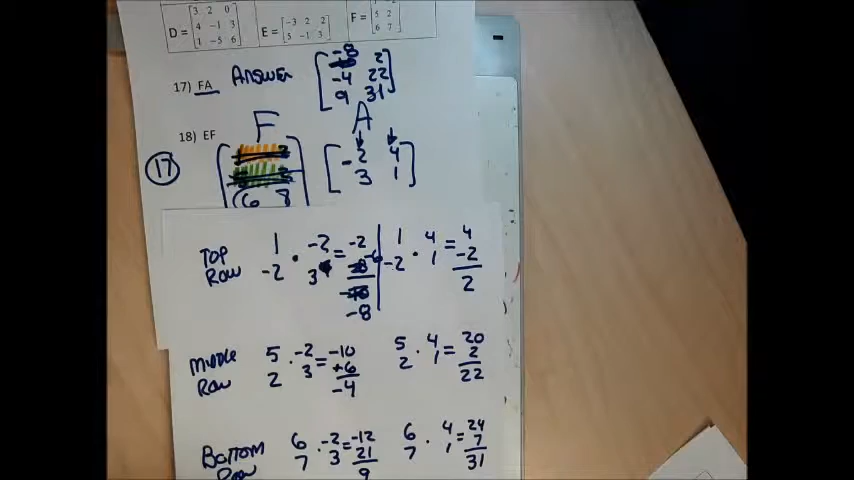 3 2 0
D = 4 -1 3
1 -5 6
E = -3 2 2
5 -1 3
F =
5 2
6 7
17) FA ANSWER
-8 2
-4 22
9 31
18) EF
F A
17
-2 4
3 1
6 8
TOP ROW
1 -2 · -2 3 = -2 -6 -8
1 -2 · 4 1 = 4 -2 2
MIDDLE ROW
5 2 · -2 3 = -10 +6 -4
5 2 · 4 1 = 20 2 22
BOTTOM ROW
6 7 · -2 3 = -12 21 9
6 7 · 4 1 = 24 7 31